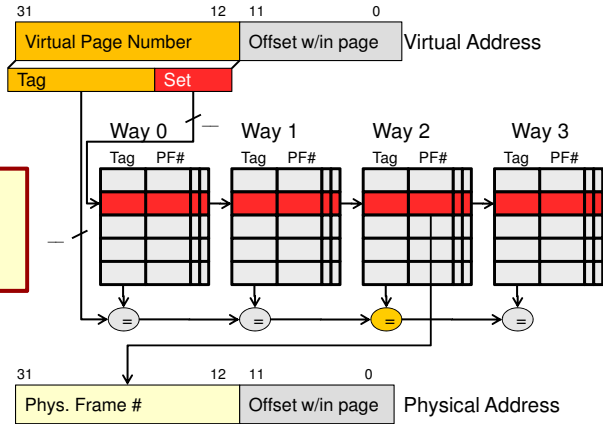 31 12 11 0
Virtual Page Number Offset w/in page Virtual Address
Tag Set
Way 0 Way 1 Way 2 Way 3
Tag PF# Tag PF# Tag PF# Tag PF#
= = = =
31 12 11 0
Phys. Frame # Offset w/in page Physical Address